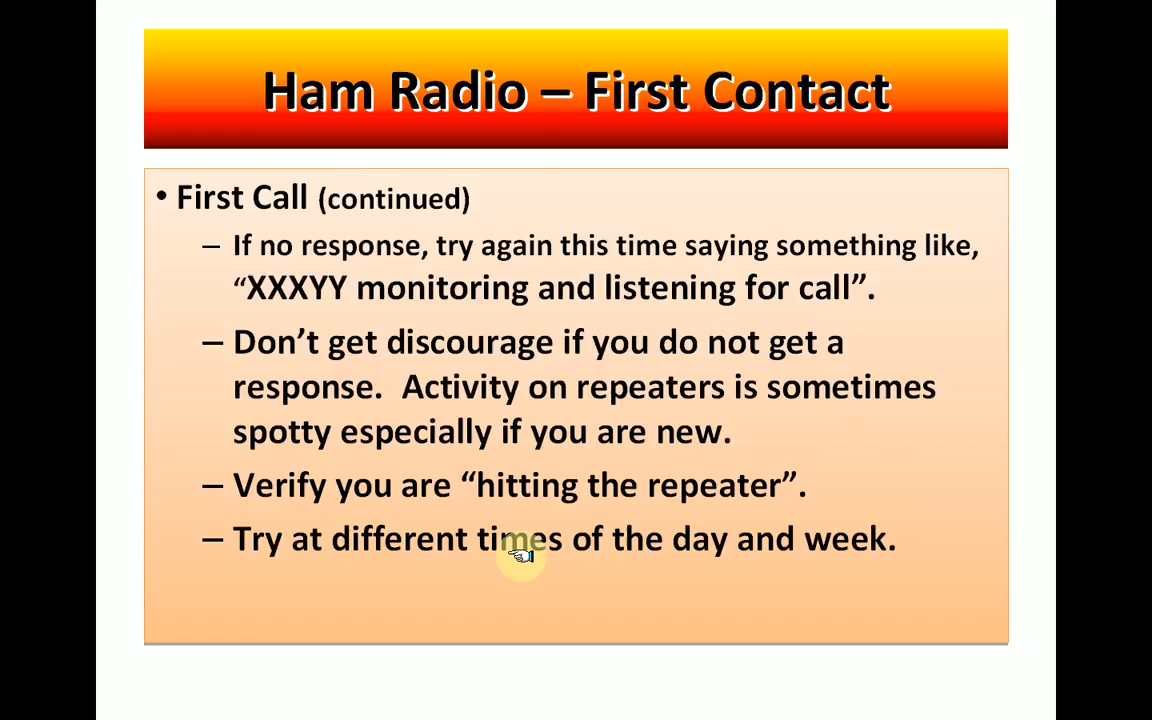 Ham Radio – First Contact
• First Call (continued)
– If no response, try again this time saying something like,
“XXXYY monitoring and listening for call”.
– Don’t get discourage if you do not get a
response.  Activity on repeaters is sometimes
spotty especially if you are new.
– Verify you are “hitting the repeater”.
– Try at different times of the day and week.